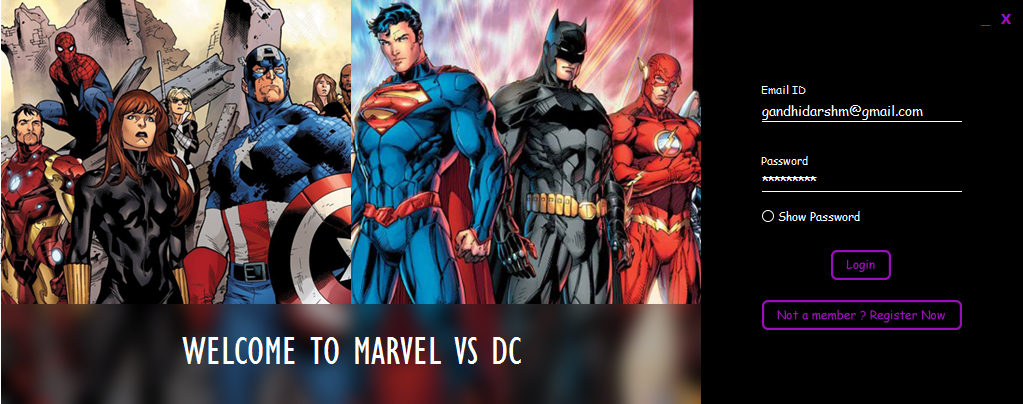 _ X
Email ID
gandhidarshm@gmail.com
Password
*********
Show Password
Login
Not a member ? Register Now
WELCOME TO MARVEL VS DC